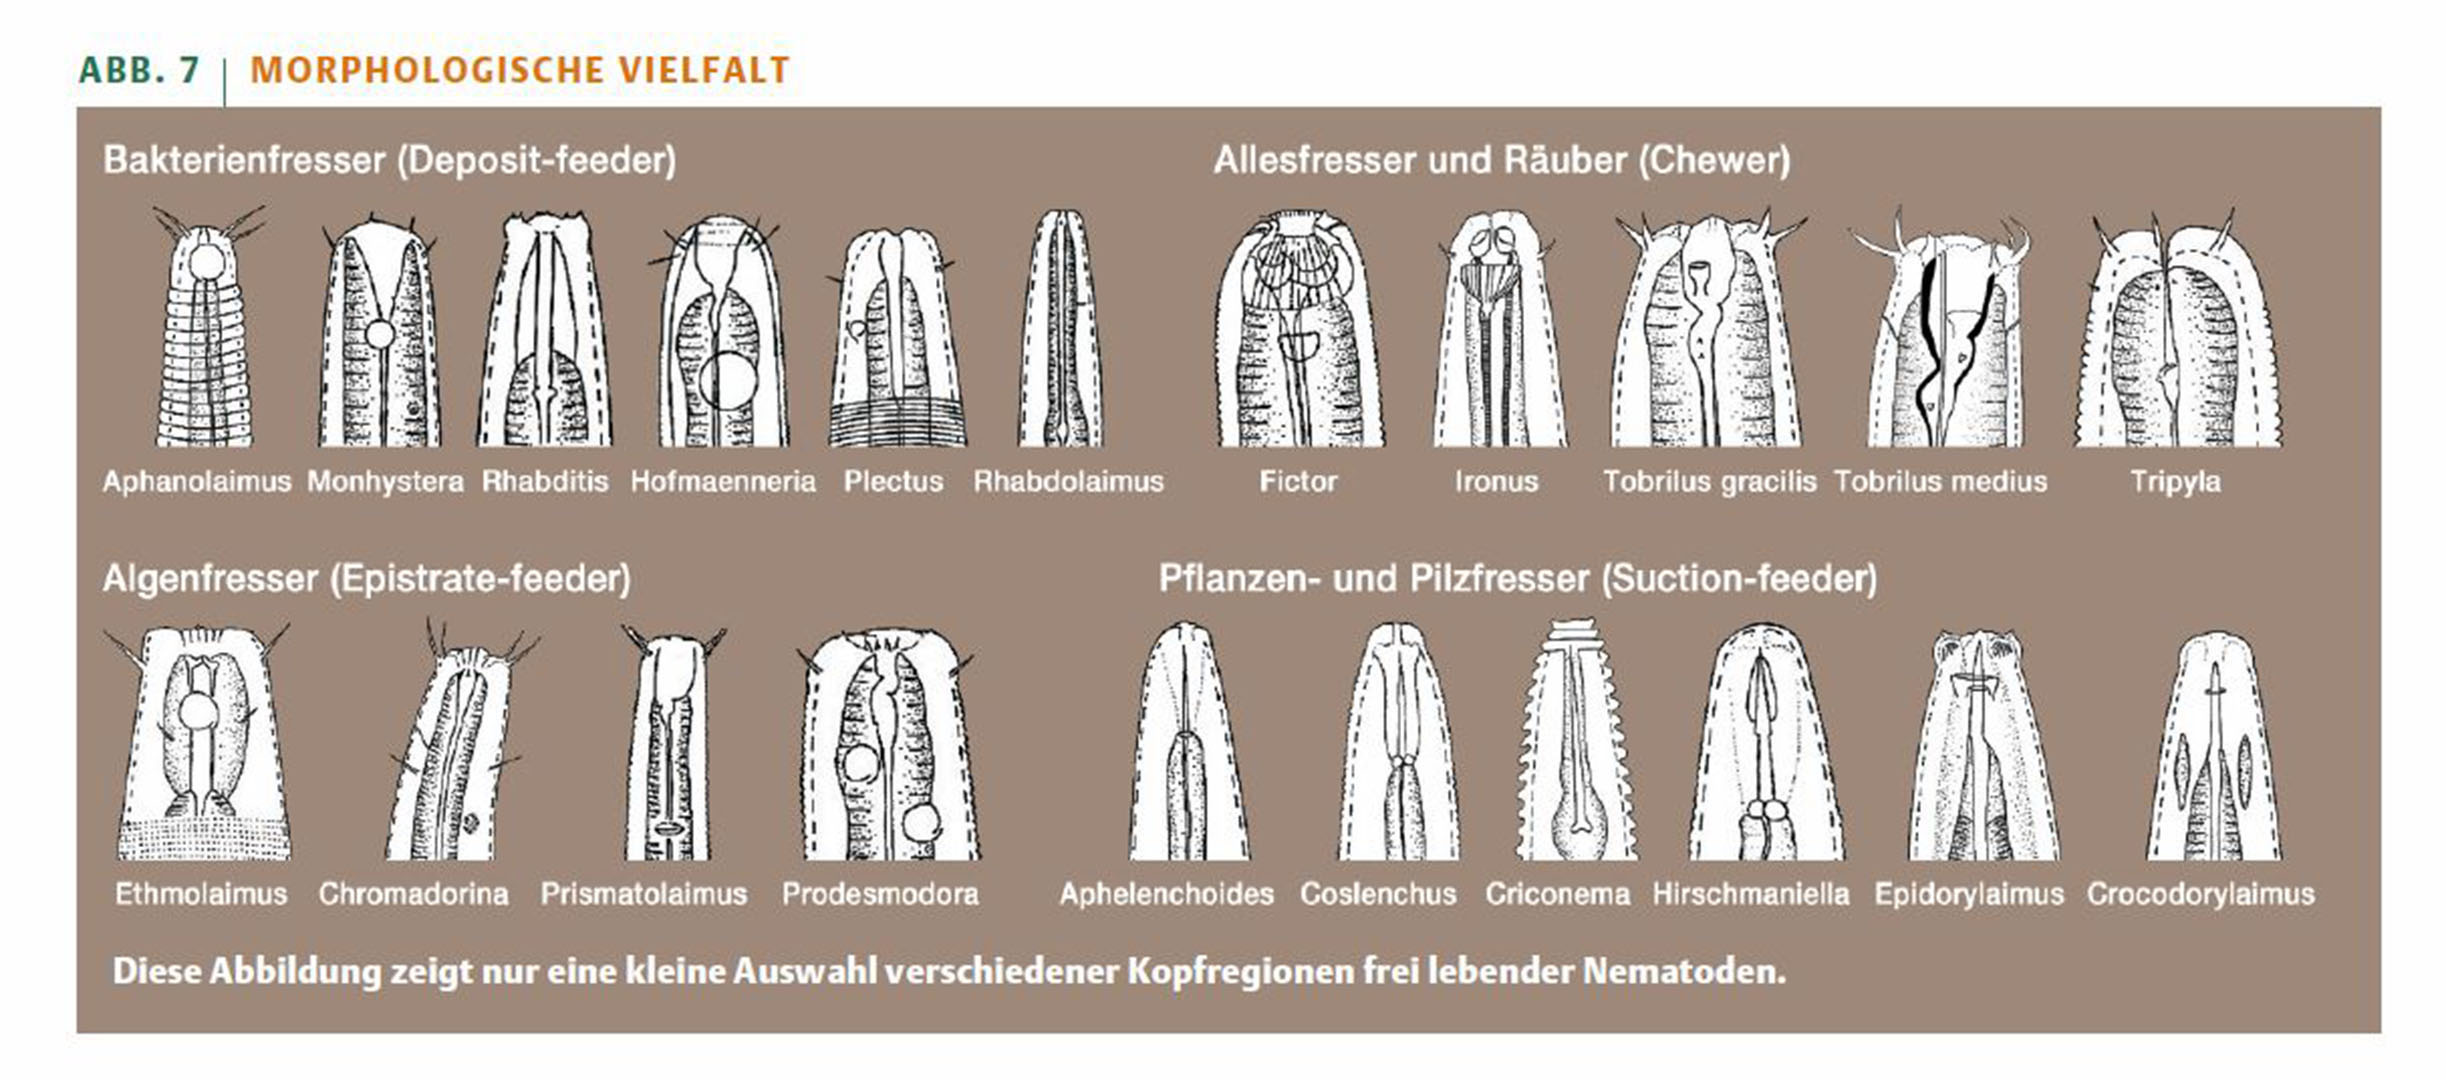 ABB. 7 MORPHOLOGISCHE VIELFALT
Bakterienfresser (Deposit-feeder)
Aphanolaimus Monhystera Rhabditis Hofmaenneria Plectus Rhabdolaimus
Allesfresser und Räuber (Chewer)
Fictor Ironus Tobrilus gracilis Tobrilus medius Tripyla
Algenfresser (Epistrate-feeder)
Ethmolaimus Chromadorina Prismatolaimus Prodesmodora
Pflanzen- und Pilzfresser (Suction-feeder)
Aphelenchoides Coslenchus Criconema Hirschmaniella Epidorylaimus Crocodorylaimus
Diese Abbildung zeigt nur eine kleine Auswahl verschiedener Kopfregionen frei lebender Nematoden.